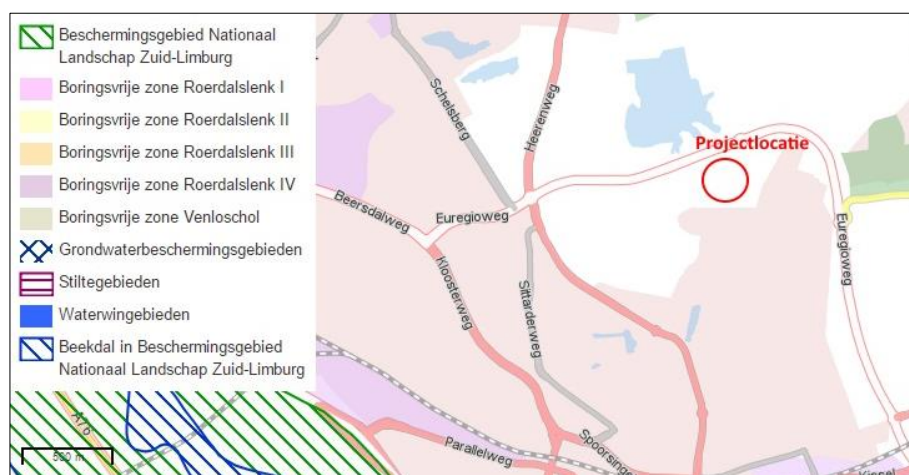 Beschermingsgebied Nationaal
Landschap Zuid-Limburg
Boringsvrije zone Roerdalslenk I
Boringsvrije zone Roerdalslenk II
Boringsvrije zone Roerdalslenk III
Boringsvrije zone Roerdalslenk IV
Boringsvrije zone Venloschol
Grondwaterbeschermingsgebieden
Stiltegebieden
Waterwingebieden
Beekdal in Beschermingsgebied
Nationaal Landschap Zuid-Limburg
A76
500 m
Schelsberg
Heerenweg
Projectlocatie
Beersdalweg
Euregioweg
Euregioweg
Kloosterweg
Sittarderweg
Parallelweg
Spoorsingel